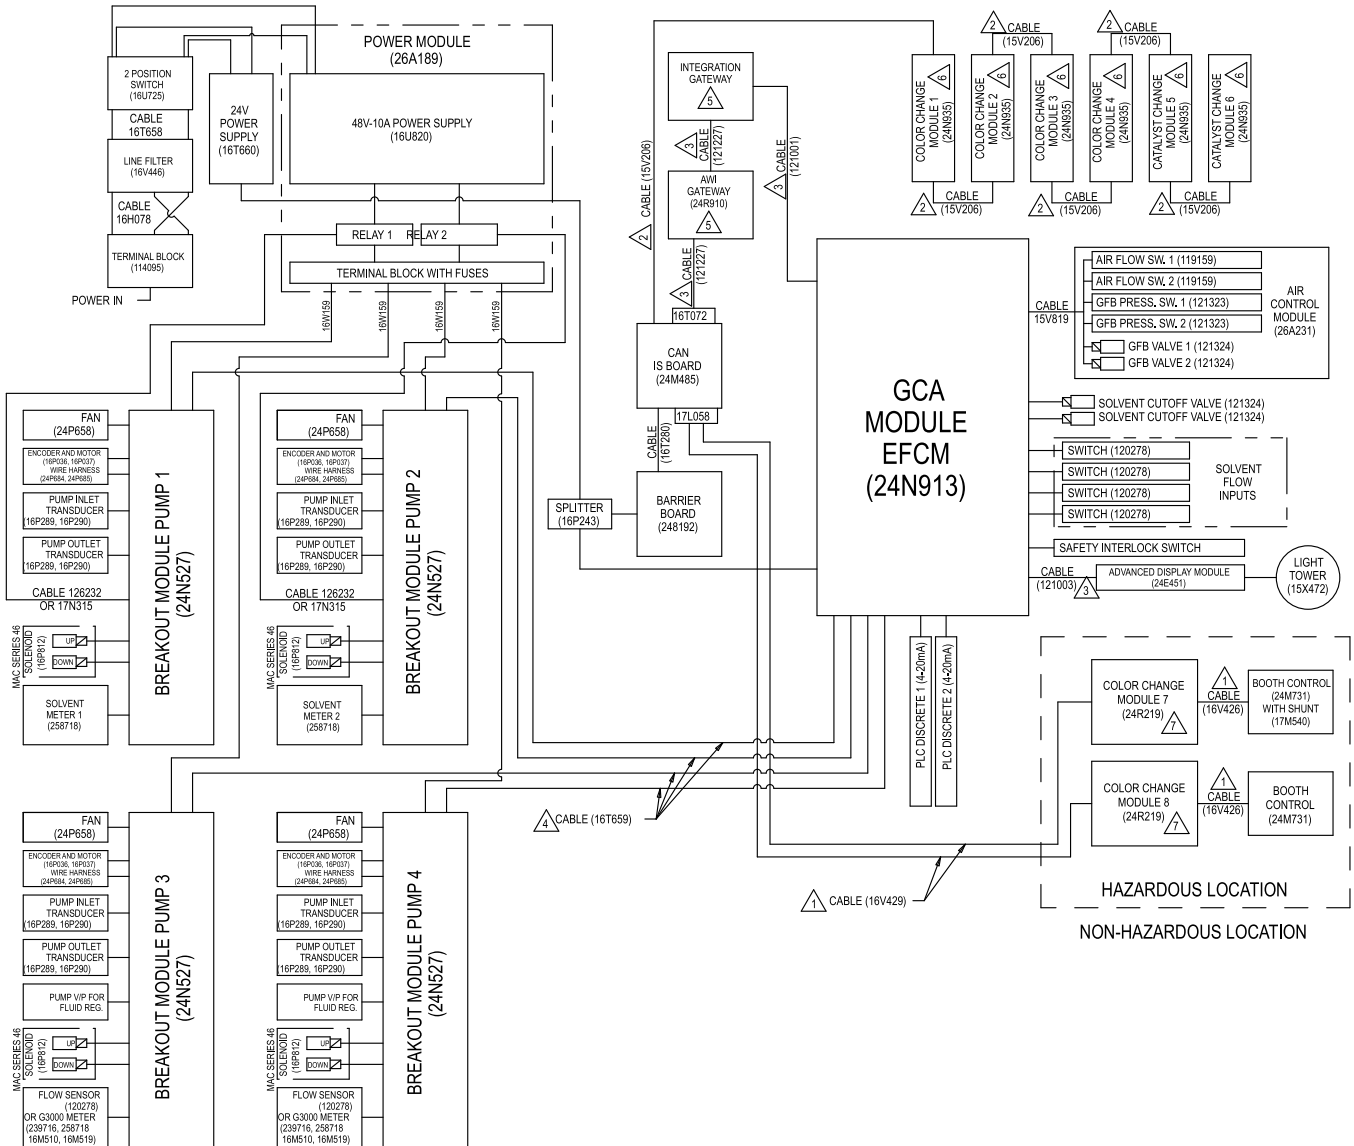 POWER MODULE
(26A189)
2 POSITION
SWITCH
(16U725)
CABLE
16T658
LINE FILTER
(16V446)
CABLE
16H078
TERMINAL BLOCK
(114095)
POWER IN
24V
POWER
SUPPLY
(16T660)
48V-10A POWER SUPPLY
(16U820)
RELAY 1
RELAY 2
TERMINAL BLOCK WITH FUSES
16W159
16W159
16W159
16W159
INTEGRATION
GATEWAY
5
3
CABLE
(121227)
AWI
GATEWAY
(24R910)
5
3
CABLE
(121227)
2
CABLE (15V206)
3
CABLE
(121001)
16T072
CAN
IS BOARD
(24M485)
17L058
CABLE
(16T280)
BARRIER
BOARD
(248192)
SPLITTER
(16P243)
2
CABLE
(15V206)
2
CABLE
(15V206)
COLOR CHANGE
MODULE 1
(24N935)
6
COLOR CHANGE
MODULE 2
(24N935)
6
COLOR CHANGE
MODULE 3
(24N935)
6
COLOR CHANGE
MODULE 4
(24N935)
6
CATALYST CHANGE
MODULE 5
(24N935)
6
CATALYST CHANGE
MODULE 6
(24N935)
6
2
CABLE
(15V206)
2
CABLE
(15V206)
2
CABLE
(15V206)
GCA
MODULE
EFCM
(24N913)
CABLE
15V819
AIR FLOW SW. 1 (119159)
AIR FLOW SW. 2 (119159)
GFB PRESS. SW. 1 (121323)
GFB PRESS. SW. 2 (121323)
GFB VALVE 1 (121324)
GFB VALVE 2 (121324)
AIR
CONTROL
MODULE
(26A231)
SOLVENT CUTOFF VALVE (121324)
SOLVENT CUTOFF VALVE (121324)
SWITCH (120278)
SWITCH (120278)
SWITCH (120278)
SWITCH (120278)
SOLVENT
FLOW
INPUTS
SAFETY INTERLOCK SWITCH
CABLE
(121003)
3
ADVANCED DISPLAY MODULE
(24E451)
LIGHT
TOWER
(15X472)
PLC DISCRETE 1 (4-20mA)
PLC DISCRETE 2 (4-20mA)
COLOR CHANGE
MODULE 7
(24R219)
7
1
CABLE
(16V426)
BOOTH CONTROL
(24M731)
WITH SHUNT
(17M540)
COLOR CHANGE
MODULE 8
(24R219)
7
1
CABLE
(16V426)
BOOTH
CONTROL
(24M731)
HAZARDOUS LOCATION
NON-HAZARDOUS LOCATION
4
CABLE (16T659)
1
CABLE (16V429)
FAN
(24P658)
ENCODER AND MOTOR
(16P036, 16P037)
WIRE HARNESS
(24P684, 24P685)
PUMP INLET
TRANSDUCER
(16P289, 16P290)
PUMP OUTLET
TRANSDUCER
(16P289, 16P290)
CABLE 126232
OR 17N315
MAC SERIES 46
SOLENOID
(16P812)
UP
DOWN
SOLVENT
METER 1
(258718)
BREAKOUT MODULE PUMP 1
(24N527)
FAN
(24P658)
ENCODER AND MOTOR
(16P036, 16P037)
WIRE HARNESS
(24P684, 24P685)
PUMP INLET
TRANSDUCER
(16P289, 16P290)
PUMP OUTLET
TRANSDUCER
(16P289, 16P290)
CABLE 126232
OR 17N315
MAC SERIES 46
SOLENOID
(16P812)
UP
DOWN
SOLVENT
METER 2
(258718)
BREAKOUT MODULE PUMP 2
(24N527)
FAN
(24P658)
ENCODER AND MOTOR
(16P036, 16P037)
WIRE HARNESS
(24P684, 24P685)
PUMP INLET
TRANSDUCER
(16P289, 16P290)
PUMP OUTLET
TRANSDUCER
(16P289, 16P290)
PUMP V/P FOR
FLUID REG.
MAC SERIES 46
SOLENOID
(16P812)
UP
DOWN
FLOW SENSOR
(120278)
OR G3000 METER
(239716, 258718
16M510, 16M519)
BREAKOUT MODULE PUMP 3
(24N527)
FAN
(24P658)
ENCODER AND MOTOR
(16P036, 16P037)
WIRE HARNESS
(24P684, 24P685)
PUMP INLET
TRANSDUCER
(16P289, 16P290)
PUMP OUTLET
TRANSDUCER
(16P289, 16P290)
PUMP V/P FOR
FLUID REG.
MAC SERIES 46
SOLENOID
(16P812)
UP
DOWN
FLOW SENSOR
(120278)
OR G3000 METER
(239716, 258718
16M510, 16M519)
BREAKOUT MODULE PUMP 4
(24N527)